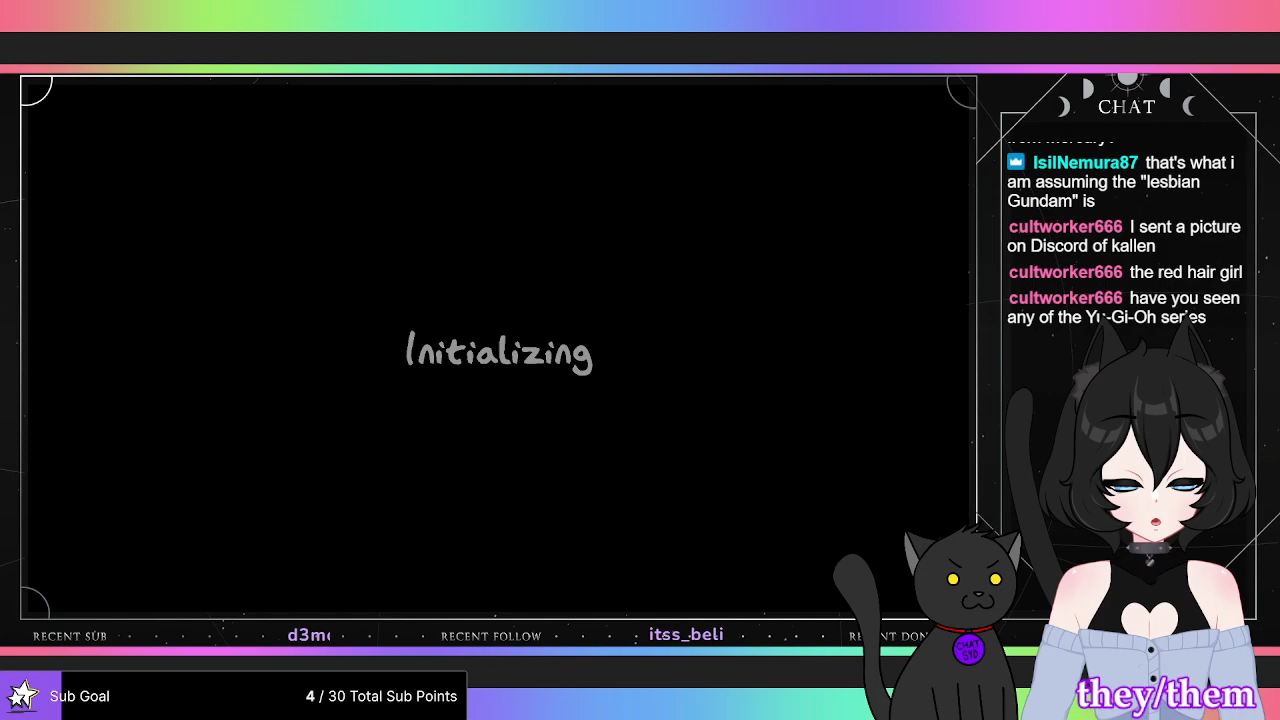 CHAT
IsilNemura87 that's what i
am assuming the "lesbian
Gundam" is
cultworker666 I sent a picture
on Discord of kallen
cultworker666 the red hair girl
cultworker666 have you seen
any of the Yu-Gi-Oh series
Initializing
RECENT SUB
RECENT FOLLOW
itss_beli
CHAT
SYD
Sub Goal
4 / 30 Total Sub Points
they/them